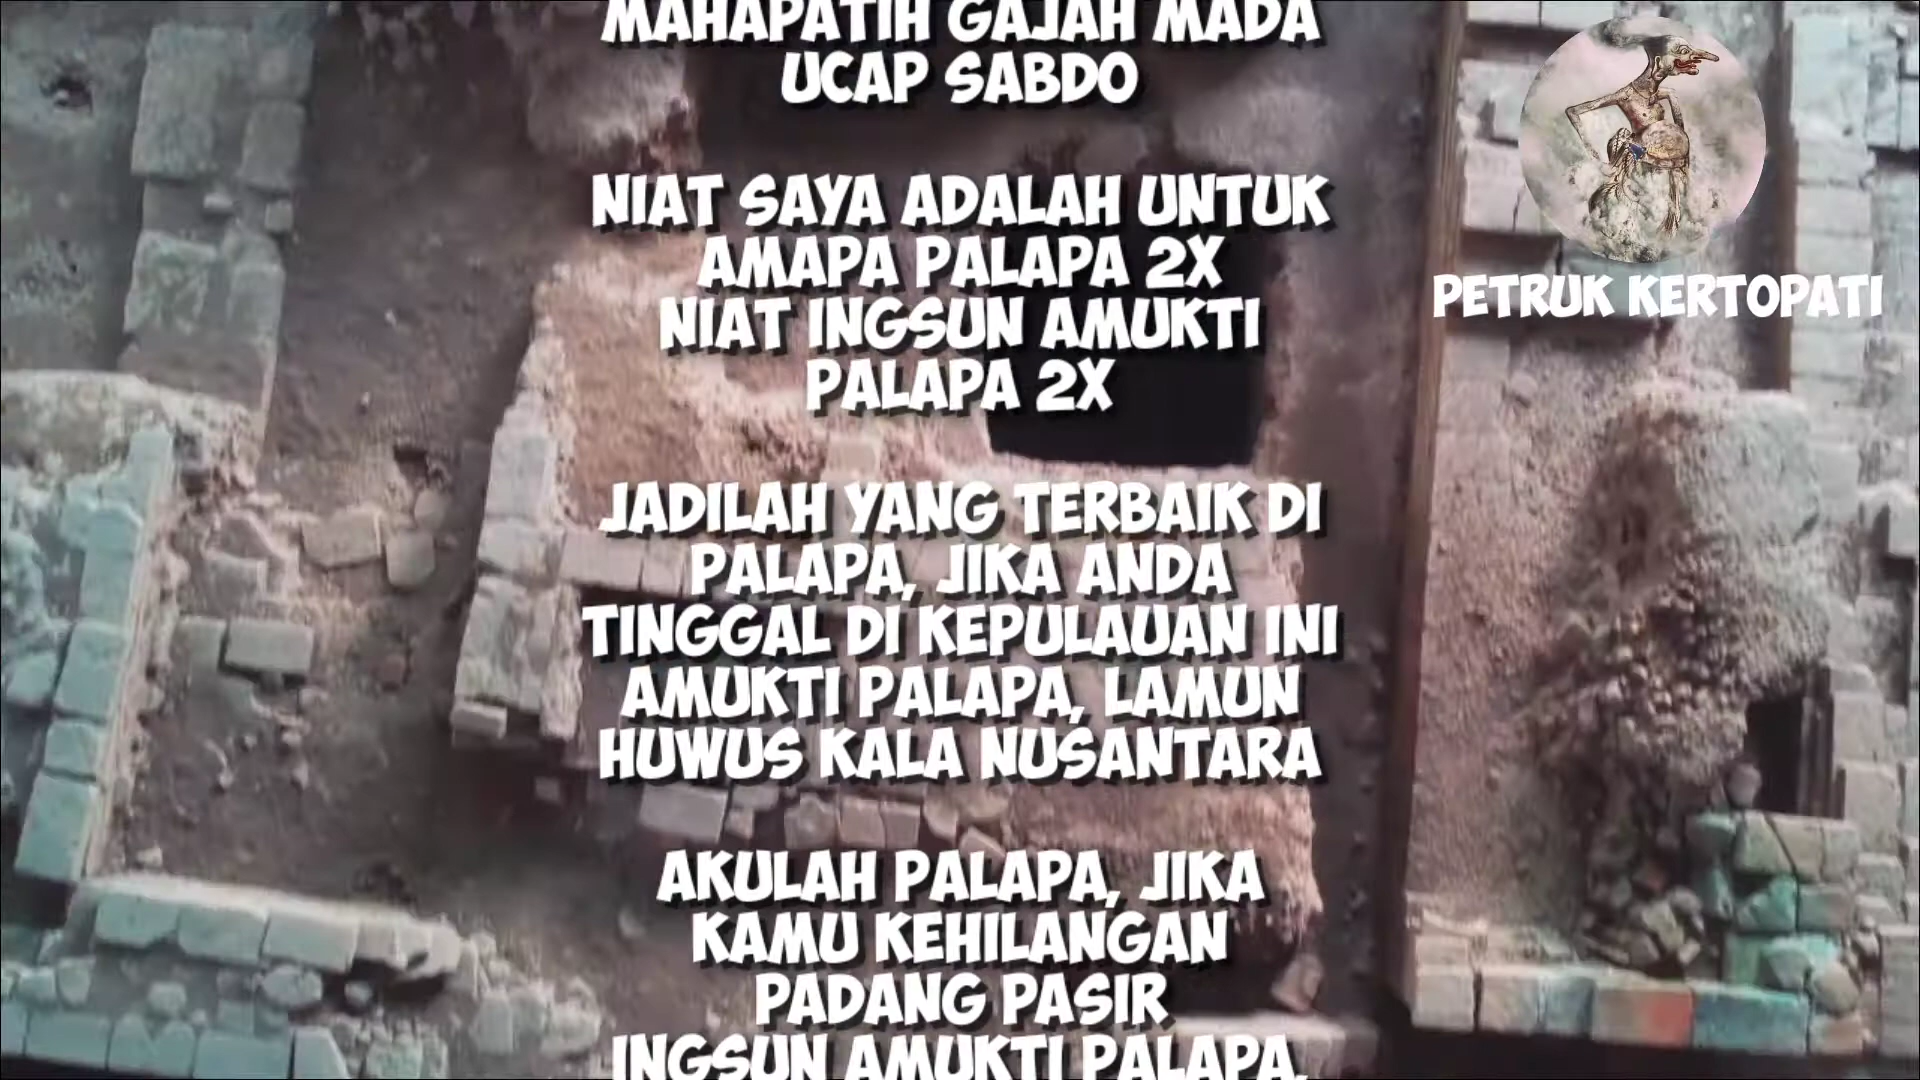 MAHAPATIH GAJAH MADA
UCAP SABDO
NIAT SAYA ADALAH UNTUK
AMAPA PALAPA 2X
NIAT INGSUN AMUKTI
PALAPA 2X
JADILAH YANG TERBAIK DI
PALAPA, JIKA ANDA
TINGGAL DI KEPULAUAN INI
AMUKTI PALAPA, LAMUN
HUWUS KALA NUSANTARA
AKULAH PALAPA, JIKA
KAMU KEHILANGAN
PADANG PASIR
INGSUN AMUKTI PALAPA,
PETRUK KERTOPATI